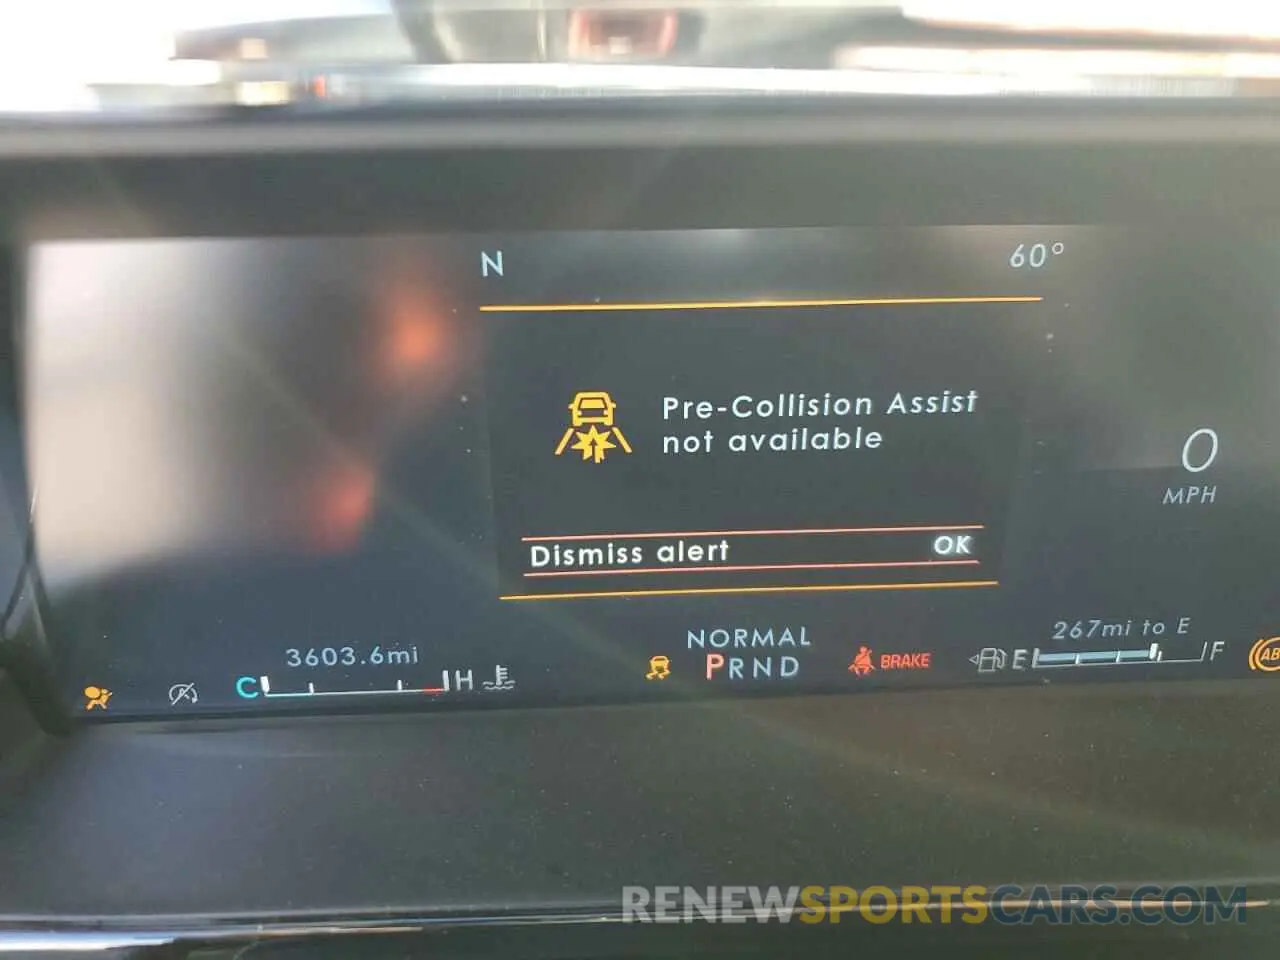 N
60°
Pre-Collision Assist
not available
0
MPH
Dismiss alert OK
3603.6mi
C H
NORMAL
PRND
BRAKE
267mi to E
E F
AB
RENEWSPORTSCARS.COM